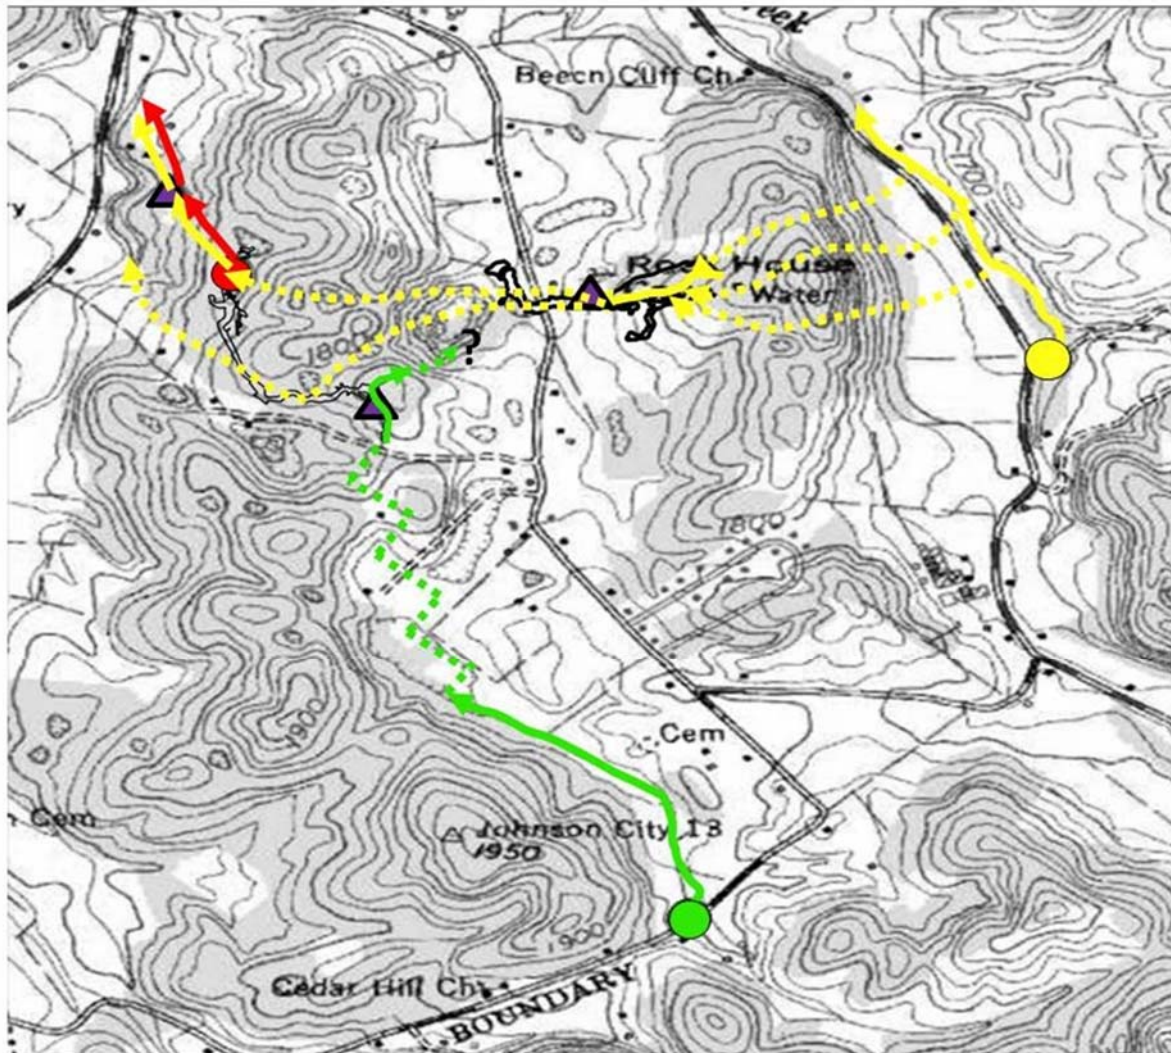 reek
Beecn Cliff Ch
1700
y
Rock House
Water
1800
?
1800
Cem
1900
Cem
Johnson City 13
1950
1900
Cedar Hill Ch
BOUNDARY